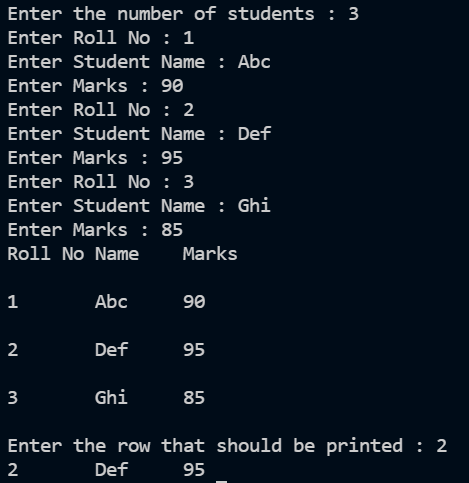 Enter the number of students : 3
Enter Roll No : 1
Enter Student Name : Abc
Enter Marks : 90
Enter Roll No : 2
Enter Student Name : Def
Enter Marks : 95
Enter Roll No : 3
Enter Student Name : Ghi
Enter Marks : 85
Roll No Name    Marks
1       Abc     90
2       Def     95
3       Ghi     85
Enter the row that should be printed : 2
2       Def     95